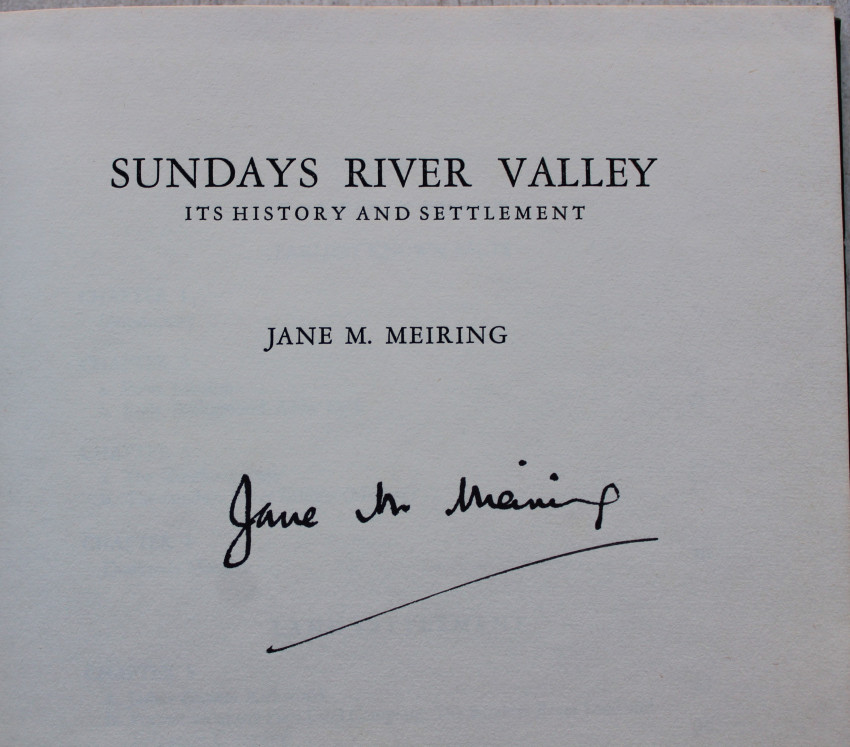 SUNDAYS RIVER VALLEY
ITS HISTORY AND SETTLEMENT
JANE M. MEIRING
Jane M. Meiring